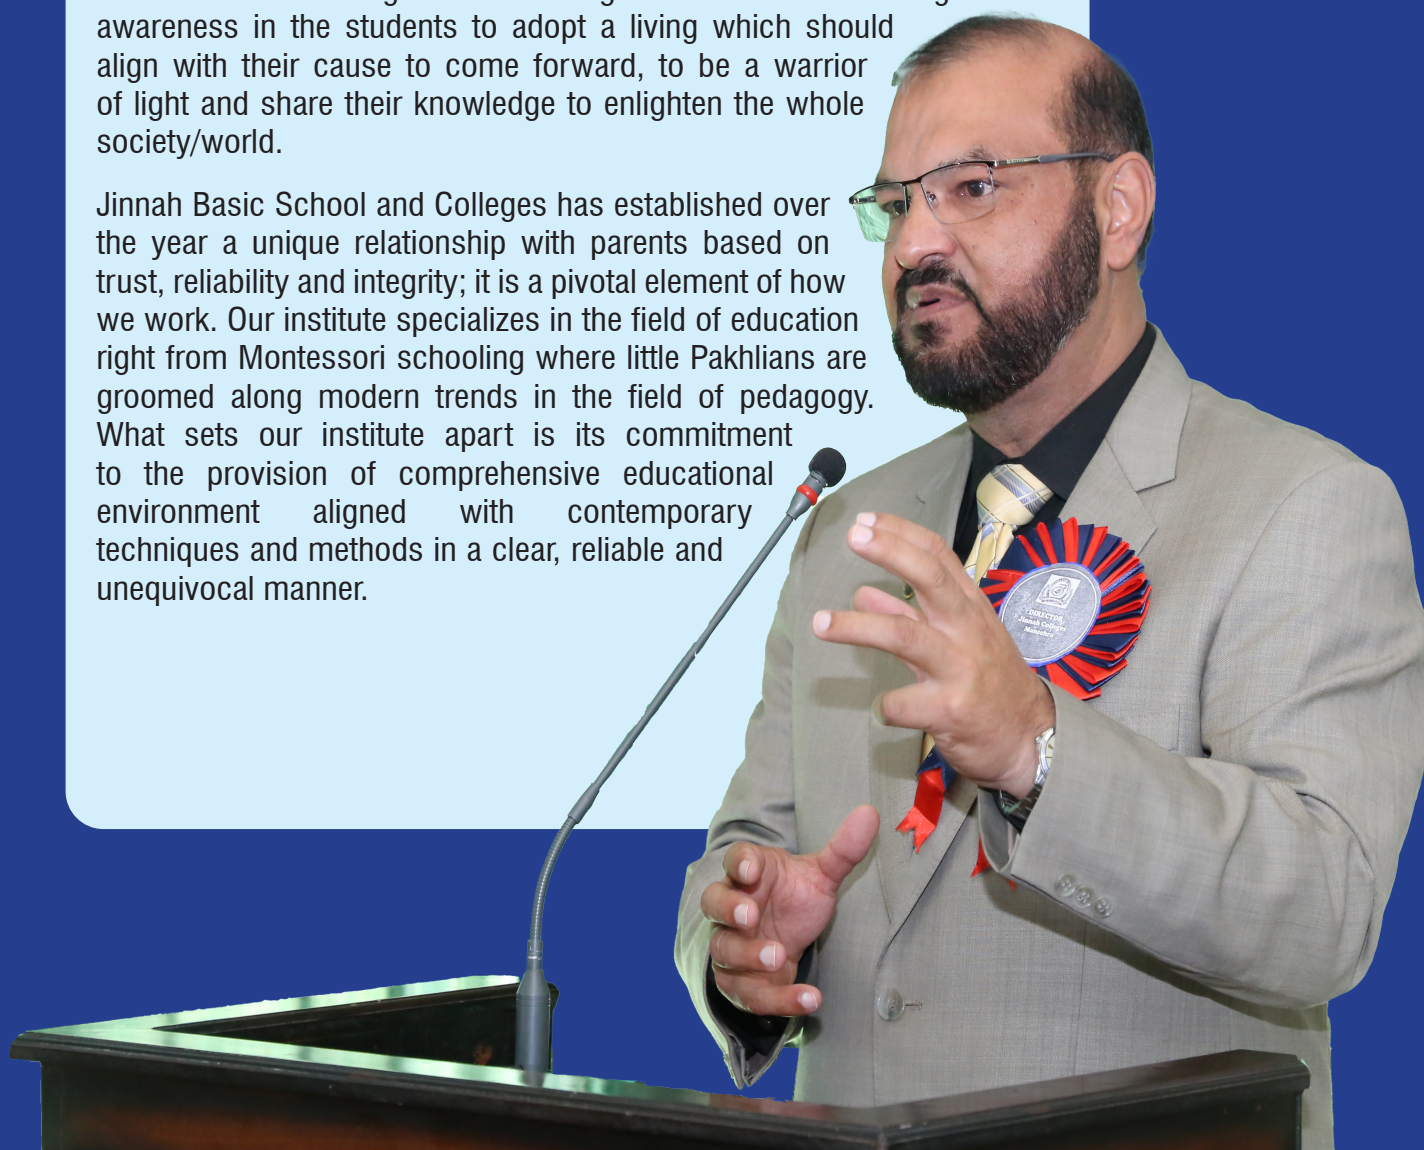 awareness in the students to adopt a living which should
align with their cause to come forward, to be a warrior
of light and share their knowledge to enlighten the whole
society/world.
Jinnah Basic School and Colleges has established over
the year a unique relationship with parents based on
trust, reliability and integrity; it is a pivotal element of how
we work. Our institute specializes in the field of education
right from Montessori schooling where little Pakhlians are
groomed along modern trends in the field of pedagogy.
What sets our institute apart is its commitment
to the provision of comprehensive educational
environment aligned with contemporary
techniques and methods in a clear, reliable and
unequivocal manner.
DIRECTOR
Jinnah Colleges
Mansehra